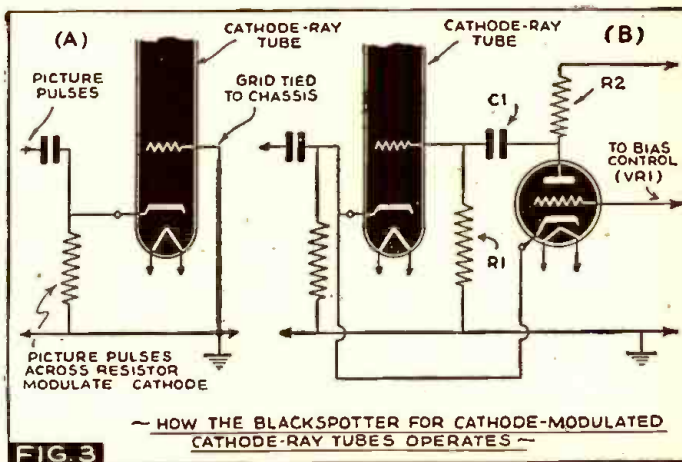 (A)
CATHODE-RAY
TUBE
PICTURE
PULSES
GRID TIED
TO CHASSIS
PICTURE PULSES
ACROSS RESISTOR
MODULATE CATHODE
CATHODE-RAY
TUBE
(B)
C1
R2
TO BIAS
CONTROL
(VR1)
R1
~ HOW THE BLACKSPOTTER FOR CATHODE-MODULATED
CATHODE-RAY TUBES OPERATES ~
FIG. 3